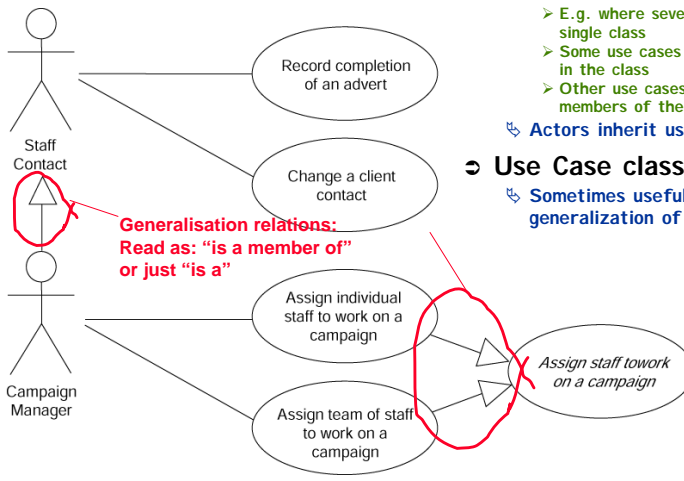 Record completion
of an advert
Staff
Contact
Change a client
contact
Generalisation relations:
Read as: “is a member of”
or just “is a”
Assign individual
staff to work on a
campaign
Campaign
Manager
Assign team of staff
to work on a
campaign
Assign staff towork
on a campaign
➢ E.g. where seve
single class
➢ Some use cases
in the class
➢ Other use cases
members of the
Actors inherit us
Use Case class
Sometimes useful
generalization of